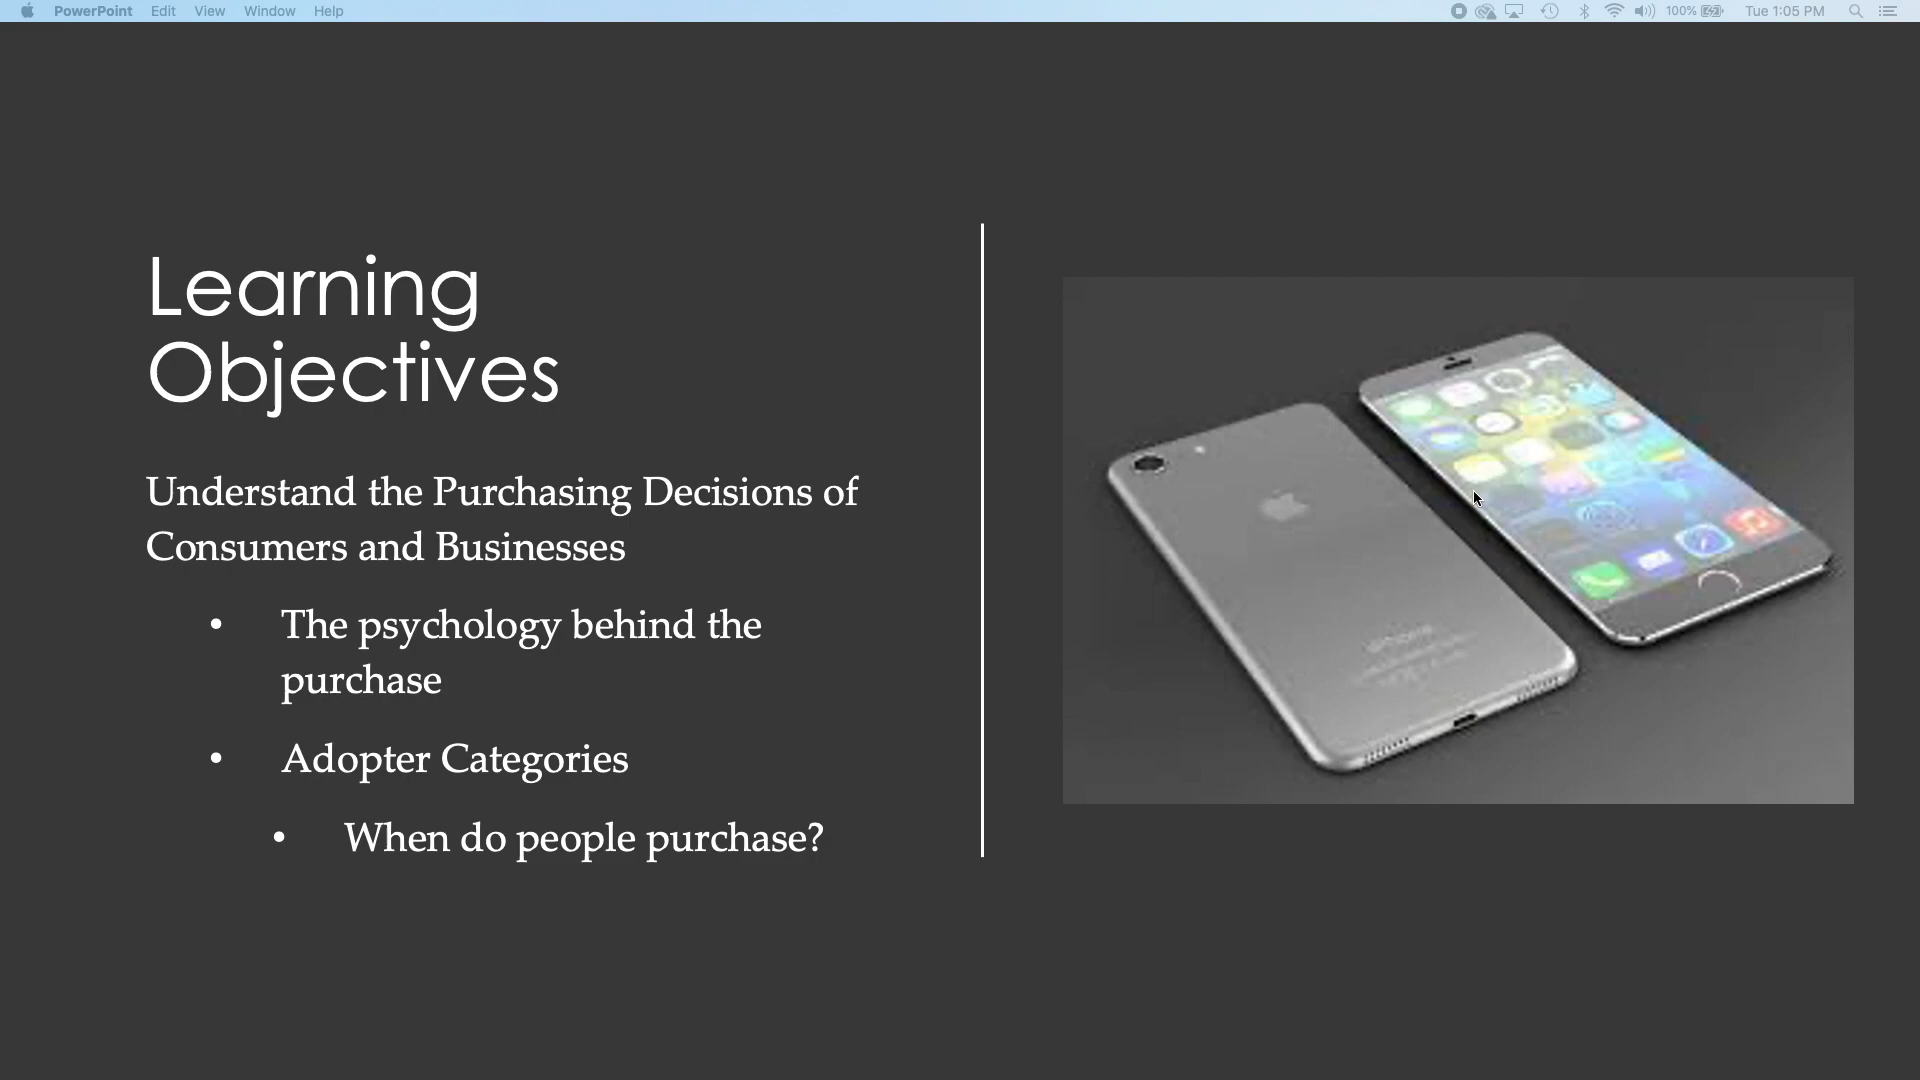 PowerPoint Edit View Window Help 100% Tue 1:05 PM
Learning
Objectives
Understand the Purchasing Decisions of
Consumers and Businesses
• The psychology behind the
purchase
• Adopter Categories
• When do people purchase?